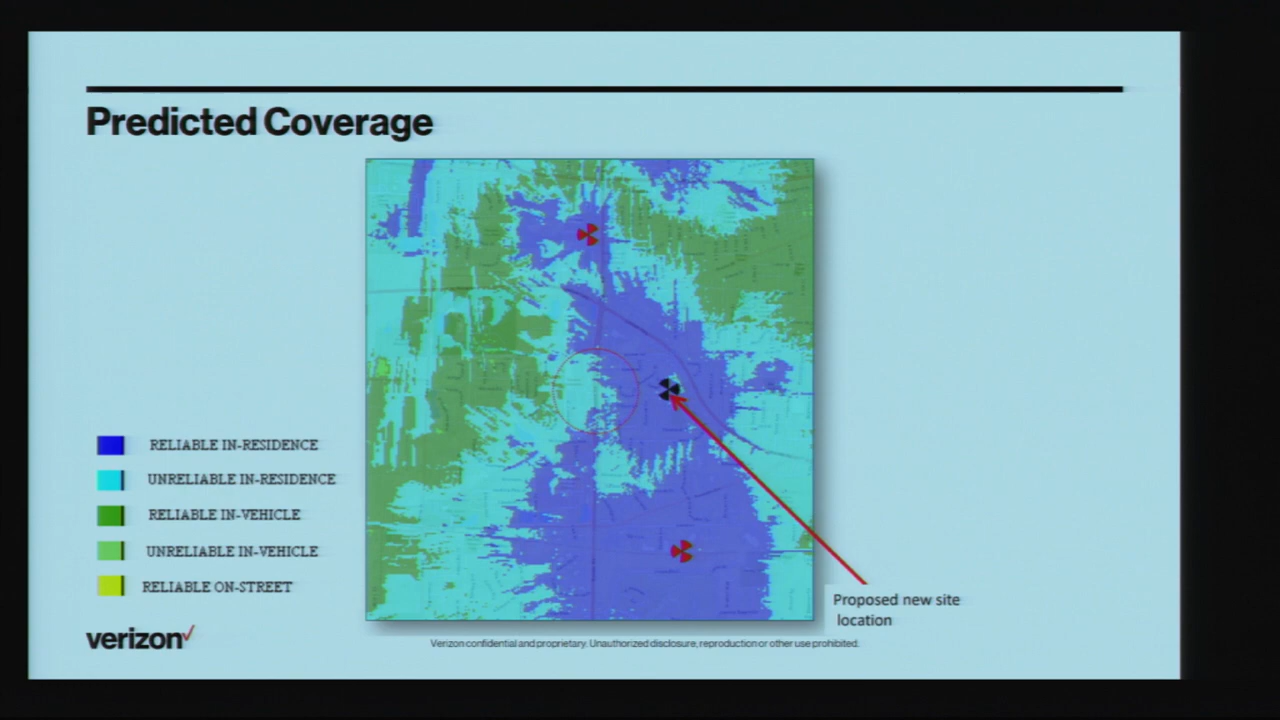 Predicted Coverage
RELIABLE IN-RESIDENCE
UNRELIABLE IN-RESIDENCE
RELIABLE IN-VEHICLE
UNRELIABLE IN-VEHICLE
RELIABLE ON-STREET
Proposed new site
location
verizon
Verizon confidential and proprietary. Unauthorized disclosure, reproduction or other use prohibited.